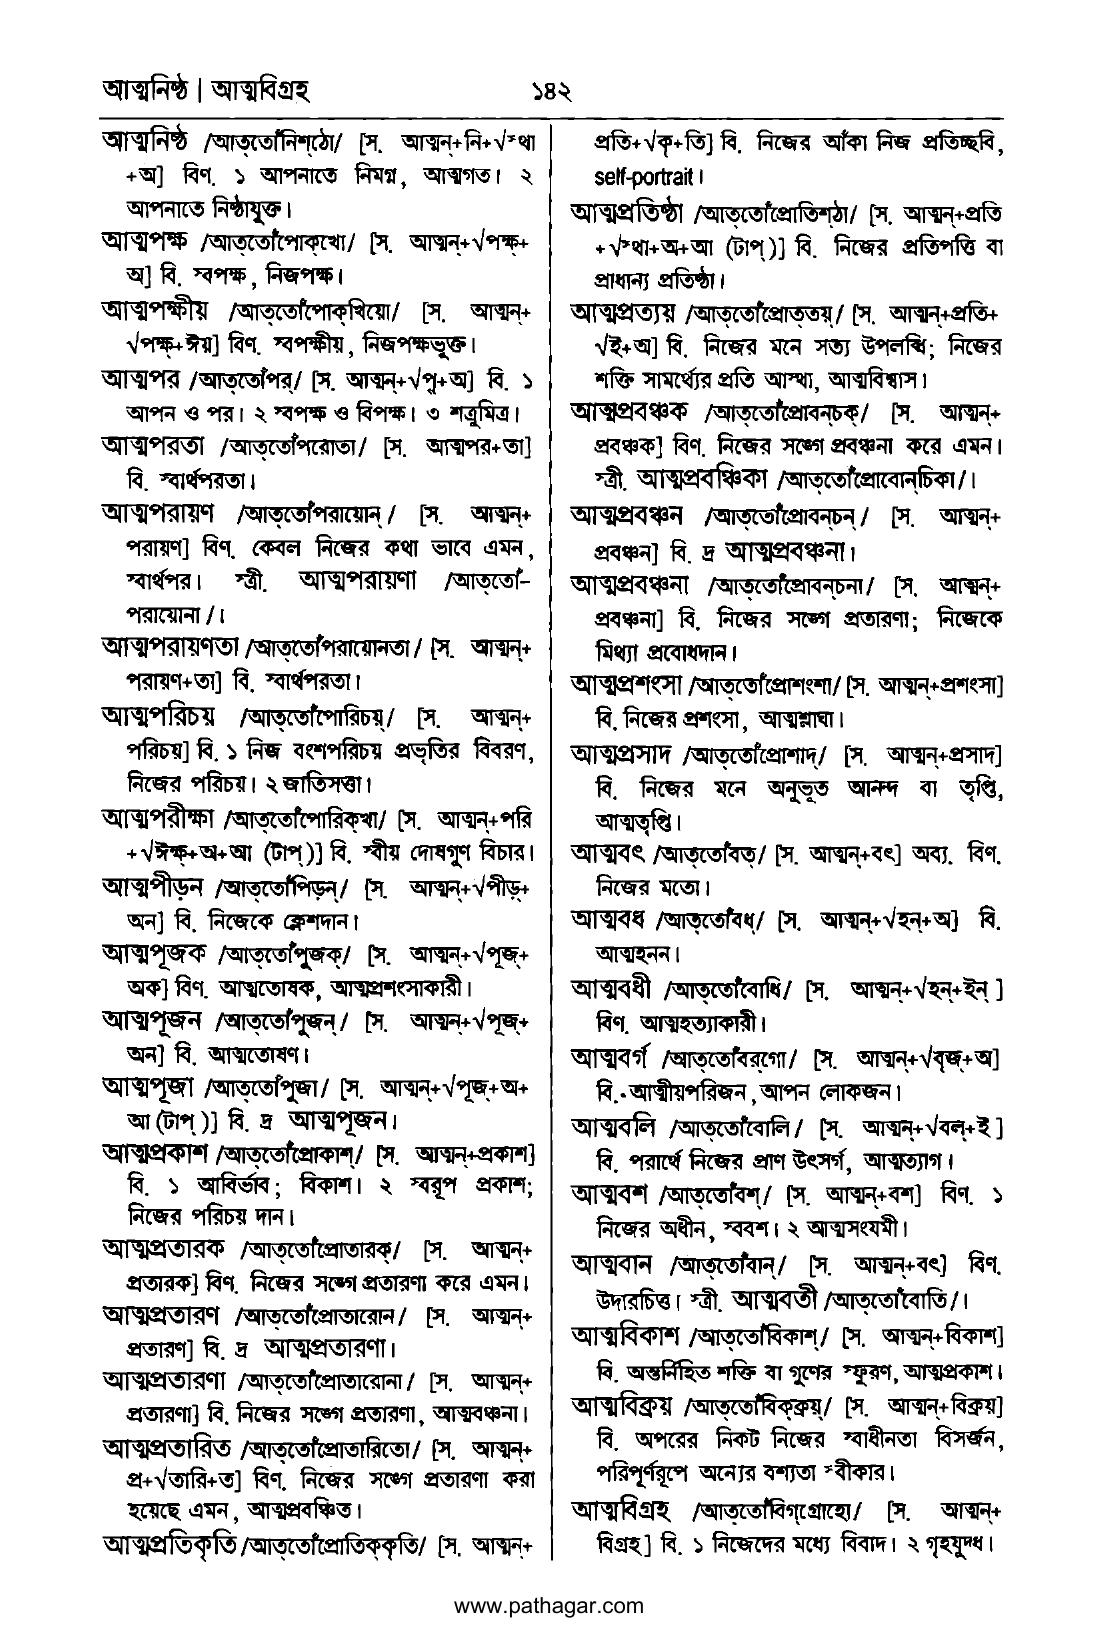 আত্মনিষ্ঠ | আত্মবিগ্রহ
১৪২
আত্মনিষ্ঠ /আত্‌তোঁনিশ্‌ঠো/ [স. আত্মন্‌+নি+√স্থা
+অ] বিণ. ১ আপনাতে নিমগ্ন, আত্মগত। ২
আপনাতে নিষ্ঠাযুক্ত।
আত্মপক্ষ /আত্‌তোঁপোক্‌খো/ [স. আত্মন্‌+√পক্ষ্‌+
অ] বি. স্বপক্ষ, নিজপক্ষ।
আত্মপক্ষীয় /আত্‌তোঁপোক্‌খিয়ো/ [স. আত্মন্‌+
√পক্ষ্‌+ঈয়] বিণ. স্বপক্ষীয়, নিজপক্ষভুক্ত।
আত্মপর /আত্‌তোঁপর্‌/ [স. আত্মন্‌+√পৃ+অ] বি. ১
আপন ও পর। ২ স্বপক্ষ ও বিপক্ষ। ৩ শত্রুমিত্র।
আত্মপরতা /আত্‌তোঁপরোতা/ [স. আত্মপর+তা]
বি. স্বার্থপরতা।
আত্মপরায়ণ /আত্‌তোঁপরায়োন্‌/ [স. আত্মন্‌+
পরায়ণ] বিণ. কেবল নিজের কথা ভাবে এমন,
স্বার্থপর। স্ত্রী. আত্মপরায়ণা /আত্‌তোঁ-
পরায়োনা/।
আত্মপরায়ণতা /আত্‌তোঁপরায়োনতা/ [স. আত্মন্‌+
পরায়ণ+তা] বি. স্বার্থপরতা।
আত্মপরিচয় /আত্‌তোঁপোরিচয়্‌/ [স. আত্মন্‌+
পরিচয়] বি. ১ নিজ বংশপরিচয় প্রভৃতির বিবরণ,
নিজের পরিচয়। ২ জাতিসত্তা।
আত্মপরীক্ষা /আত্‌তোঁপোরিক্‌খা/ [স. আত্মন্‌+পরি
+√ঈক্ষ্‌+অ+আ (টাপ্‌)] বি. স্বীয় দোষগুণ বিচার।
আত্মপীড়ন /আত্‌তোঁপিড়ন্‌/ [স. আত্মন্‌+√পীড়্‌+
অন] বি. নিজেকে ক্লেশদান।
আত্মপূজক /আত্‌তোঁপুজক্‌/ [স. আত্মন্‌+√পূজ্‌+
অক] বিণ. আত্মতোষক, আত্মপ্রশংসাকারী।
আত্মপূজন /আত্‌তোঁপুজন্‌/ [স. আত্মন্‌+√পূজ্‌+
অন] বি. আত্মতোষণ।
আত্মপূজা /আত্‌তোঁপুজা/ [স. আত্মন্‌+√পূজ্‌+অ+
আ (টাপ্‌)] বি. দ্র আত্মপূজন।
আত্মপ্রকাশ /আত্‌তোঁপ্রোকাশ্‌/ [স. আত্মন্‌+প্রকাশ]
বি. ১ আবির্ভাব; বিকাশ। ২ স্বরূপ প্রকাশ;
নিজের পরিচয় দান।
আত্মপ্রতারক /আত্‌তোঁপ্রোতারক্‌/ [স. আত্মন্‌+
প্রতারক] বিণ. নিজের সঙ্গে প্রতারণা করে এমন।
আত্মপ্রতারণ /আত্‌তোঁপ্রোতারোন/ [স. আত্মন্‌+
প্রতারণ] বি. দ্র আত্মপ্রতারণা।
আত্মপ্রতারণা /আত্‌তোঁপ্রোতারোনা/ [স. আত্মন্‌+
প্রতারণা] বি. নিজের সঙ্গে প্রতারণা, আত্মবঞ্চনা।
আত্মপ্রতারিত /আত্‌তোঁপ্রোতারিতো/ [স. আত্মন্‌+
প্র+√তারি+ত] বিণ. নিজের সঙ্গে প্রতারণা করা
হয়েছে এমন, আত্মপ্রবঞ্চিত।
আত্মপ্রতিকৃতি /আত্‌তোঁপ্রোতিক্‌কৃতি/ [স. আত্মন্‌+
প্রতি+√কৃ+তি] বি. নিজের আঁকা নিজ প্রতিচ্ছবি,
self-portrait।
আত্মপ্রতিষ্ঠা /আত্‌তোঁপ্রোতিশ্‌ঠা/ [স. আত্মন্‌+প্রতি
+√স্থা+অ+আ (টাপ্‌)] বি. নিজের প্রতিপত্তি বা
প্রাধান্য প্রতিষ্ঠা।
আত্মপ্রত্যয় /আত্‌তোঁপ্রোত্‌তয়্‌/ [স. আত্মন্‌+প্রতি+
√ই+অ] বি. নিজের মনে সত্য উপলব্ধি; নিজের
শক্তি সামর্থ্যের প্রতি আস্থা, আত্মবিশ্বাস।
আত্মপ্রবঞ্চক /আত্‌তোঁপ্রোবন্‌চক্‌/ [স. আত্মন্‌+
প্রবঞ্চক] বিণ. নিজের সঙ্গে প্রবঞ্চনা করে এমন।
স্ত্রী. আত্মপ্রবঞ্চিকা /আত্‌তোঁপ্রোবোন্‌চিকা/।
আত্মপ্রবঞ্চন /আত্‌তোঁপ্রোবন্‌চন্‌/ [স. আত্মন্‌+
প্রবঞ্চন] বি. দ্র আত্মপ্রবঞ্চনা।
আত্মপ্রবঞ্চনা /আত্‌তোঁপ্রোবন্‌চনা/ [স. আত্মন্‌+
প্রবঞ্চনা] বি. নিজের সঙ্গে প্রতারণা; নিজেকে
মিথ্যা প্রবোধদান।
আত্মপ্রশংসা /আত্‌তোঁপ্রোশংশা/ [স. আত্মন্‌+প্রশংসা]
বি. নিজের প্রশংসা, আত্মশ্লাঘা।
আত্মপ্রসাদ /আত্‌তোঁপ্রোশাদ্‌/ [স. আত্মন্‌+প্রসাদ]
বি. নিজের মনে অনুভূত আনন্দ বা তৃপ্তি,
আত্মতৃপ্তি।
আত্মবৎ /আত্‌তোঁবত্‌/ [স. আত্মন্‌+বৎ] অব্য. বিণ.
নিজের মতো।
আত্মবধ /আত্‌তোঁবধ্‌/ [স. আত্মন্‌+√হন্‌+অ] বি.
আত্মহনন।
আত্মবধী /আত্‌তোঁবোধি/ [স. আত্মন্‌+√হন্‌+ইন্‌]
বিণ. আত্মহত্যাকারী।
আত্মবর্গ /আত্‌তোঁবর্‌গো/ [স. আত্মন্‌+√বৃজ্‌+অ]
বি. আত্মীয়পরিজন, আপন লোকজন।
আত্মবলি /আত্‌তোঁবোলি/ [স. আত্মন্‌+√বল্‌+ই]
বি. পরার্থে নিজের প্রাণ উৎসর্গ, আত্মত্যাগ।
আত্মবশ /আত্‌তোঁবশ্‌/ [স. আত্মন্‌+বশ] বিণ. ১
নিজের অধীন, স্ববশ। ২ আত্মসংযমী।
আত্মবান /আত্‌তোঁবান্‌/ [স. আত্মন্‌+বৎ] বিণ.
উদারচিত্ত। স্ত্রী. আত্মবতী /আত্‌তোঁবোতি/।
আত্মবিকাশ /আত্‌তোঁবিকাশ্‌/ [স. আত্মন্‌+বিকাশ]
বি. অন্তর্নিহিত শক্তি বা গুণের স্ফুরণ, আত্মপ্রকাশ।
আত্মবিক্রয় /আত্‌তোঁবিক্‌ক্রয়্‌/ [স. আত্মন্‌+বিক্রয়]
বি. অপরের নিকট নিজের স্বাধীনতা বিসর্জন,
পরিপূর্ণরূপে অন্যের বশ্যতা স্বীকার।
আত্মবিগ্রহ /আত্‌তোঁবিগ্‌গ্রোহো/ [স. আত্মন্‌+
বিগ্রহ] বি. ১ নিজেদের মধ্যে বিবাদ। ২ গৃহযুদ্ধ।
www.pathagar.com